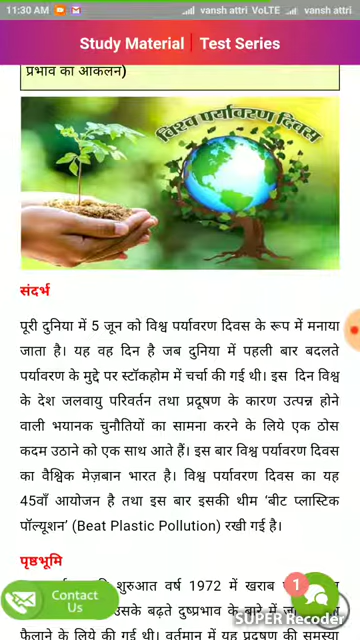 11:30 AM vansh attri VoLTE vansh attri
Study Material Test Series
प्रभाव का आकलन)
विश्व पर्यावरण दिवस
संदर्भ
पूरी दुनिया में 5 जून को विश्व पर्यावरण दिवस के रूप में मनाया
जाता है। यह वह दिन है जब दुनिया में पहली बार बदलते
पर्यावरण के मुद्दे पर स्टॉकहोम में चर्चा की गई थी। इस दिन विश्व
के देश जलवायु परिवर्तन तथा प्रदूषण के कारण उत्पन्न होने
वाली भयानक चुनौतियों का सामना करने के लिये एक ठोस
कदम उठाने को एक साथ आते हैं। इस बार विश्व पर्यावरण दिवस
का वैश्विक मेज़बान भारत है। विश्व पर्यावरण दिवस का यह
45वाँ आयोजन है तथा इस बार इसकी थीम ‘बीट प्लास्टिक
पॉल्यूशन’ (Beat Plastic Pollution) रखी गई है।
पृष्ठभूमि
शुरुआत वर्ष 1972 में खराब
1
Contact
Us
उसके बढ़ते दुष्प्रभाव के बारे में
फैलाने के लिये की गई थी। वर्तमान में यह प्रदूषण की समस्या
SUPER Recorder